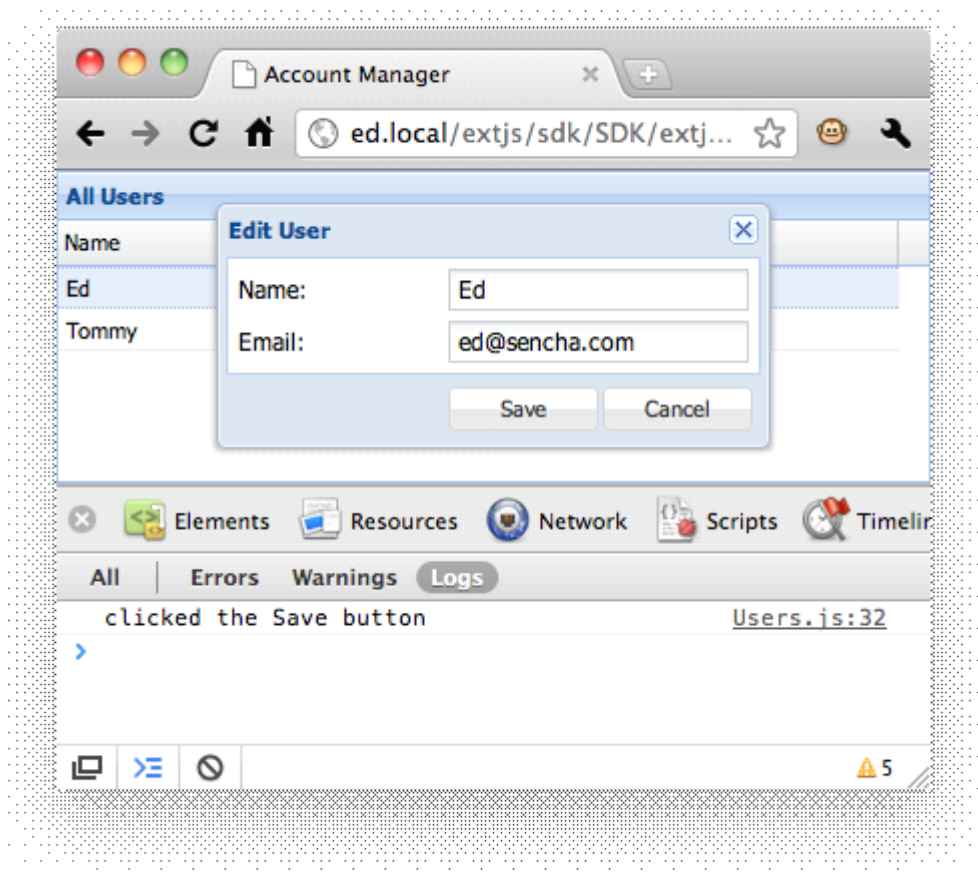 Account Manager
ed.local/extjs/sdk/SDK/extj...
All Users
Edit User
Name
Ed
Name: Ed
Tommy
Email: ed@sencha.com
Save Cancel
Elements Resources Network Scripts Timelin
All Errors Warnings Logs
clicked the Save button Users.js:32
5